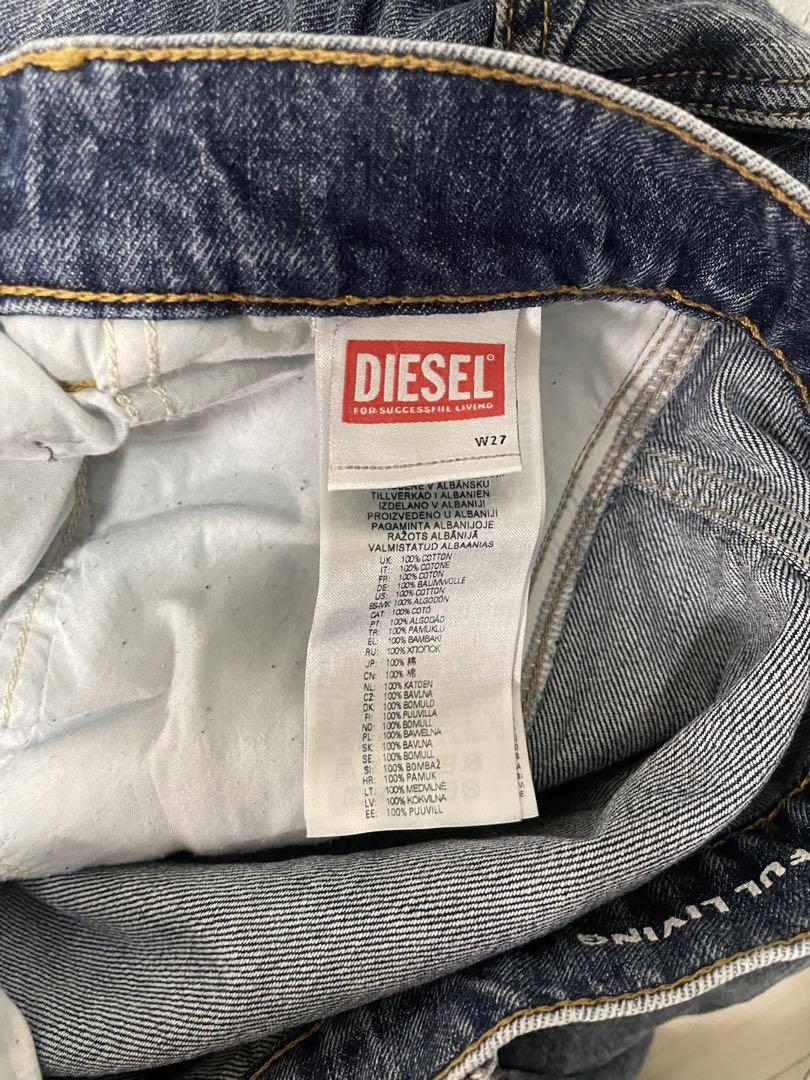 DIESEL
FOR SUCCESSFUL LIVING
W27
V ALBÁNSKU
TILLVERKAD I ALBANIEN
IZDELANO V ALBANIJI
PROIZVEDENO U ALBANIJI
PAGAMINTA ALBANIJOJE
RAŽOTS ALBĀNIJĀ
VALMISTATUD ALBAANIAS
UK: 100% COTTON
IT: 100% COTONE
FR: 100% COTON
DE: 100% BAUMWOLLE
US: 100% COTTON
ES-MX: 100% ALGODÓN
CAT: 100% COTÓ
PT: 100% ALGODÃO
TR: 100% PAMUKLU
EL: 100% ΒΑΜΒΑΚΙ
RU: 100% ХЛОПОК
JP: 100% 綿
CN: 100% 棉
NL: 100% KATOEN
CZ: 100% BAVLNA
DK: 100% BOMULD
FI: 100% PUUVILLA
NO: 100% BOMULL
PL: 100% BAWEŁNA
SK: 100% BAVLNA
SE: 100% BOMULL
SI: 100% BOMBAŽ
HR: 100% PAMUK
LT: 100% MEDVILNĖ
LV: 100% KOKVILNA
EE: 100% PUUVILL
FUL LIVING